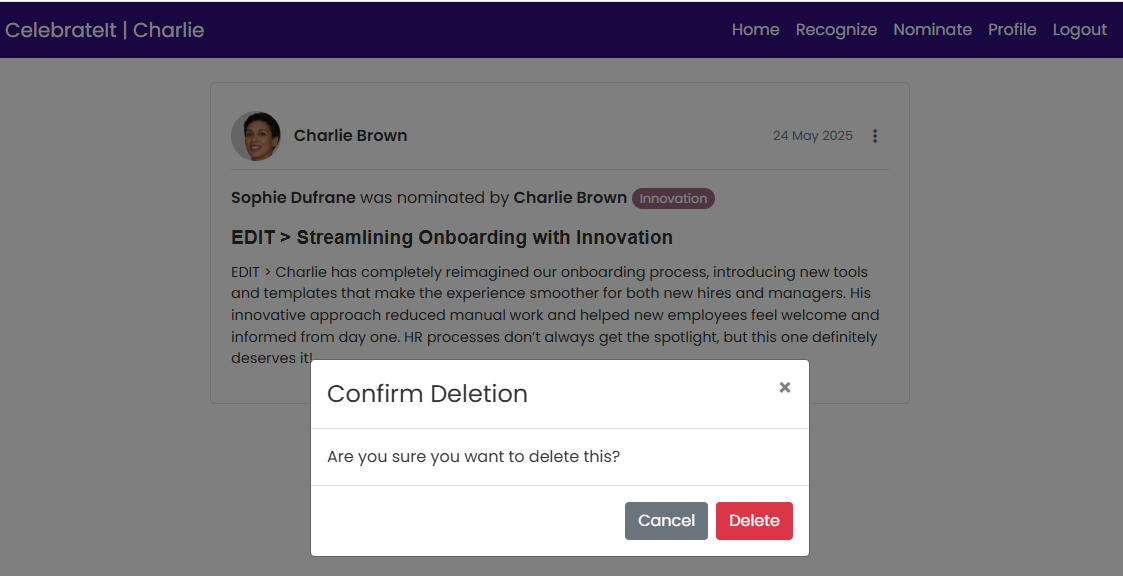 CelebrateIt | Charlie Home Recognize Nominate Profile Logout
Charlie Brown 24 May 2025
Sophie Dufrane was nominated by Charlie Brown Innovation
EDIT > Streamlining Onboarding with Innovation
EDIT > Charlie has completely reimagined our onboarding process, introducing new tools
and templates that make the experience smoother for both new hires and managers. His
innovative approach reduced manual work and helped new employees feel welcome and
informed from day one. HR processes don’t always get the spotlight, but this one definitely
deserves it!
Confirm Deletion ×
Are you sure you want to delete this?
Cancel Delete